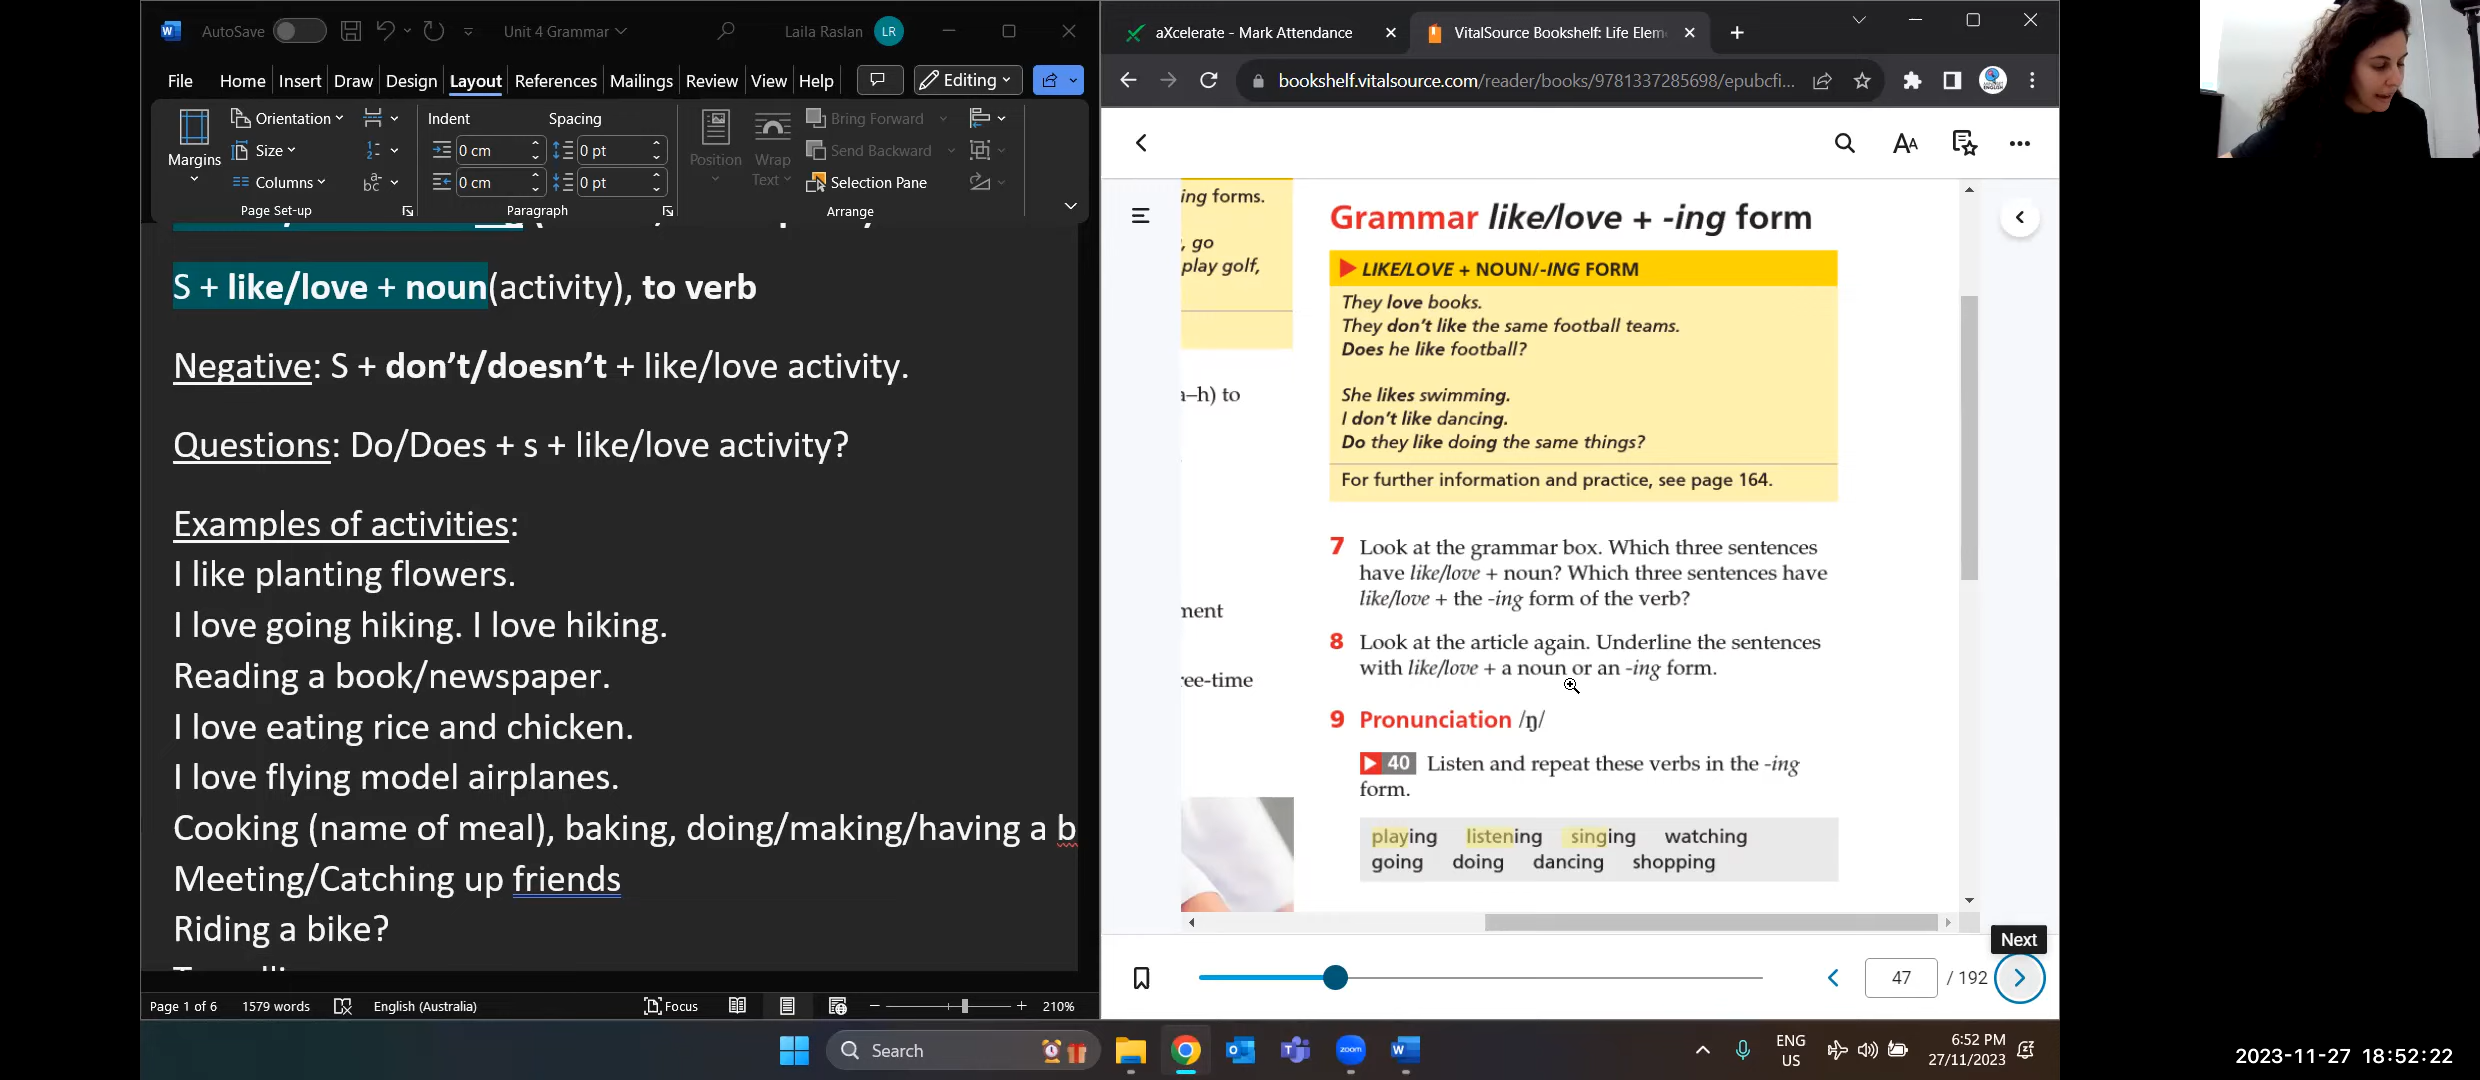 AutoSave
Unit 4 Grammar
Laila Raslan
LR
File Home Insert Draw Design Layout References Mailings Review View Help
Editing
Margins
Orientation
Size
Columns
Page Set-up
Indent
Spacing
0 cm
0 pt
0 cm
0 pt
Paragraph
Position
Wrap
Text
Bring Forward
Send Backward
Selection Pane
Arrange
S + like/love + noun(activity), to verb
Negative: S + don’t/doesn’t + like/love activity.
Questions: Do/Does + s + like/love activity?
Examples of activities:
I like planting flowers.
I love going hiking. I love hiking.
Reading a book/newspaper.
I love eating rice and chicken.
I love flying model airplanes.
Cooking (name of meal), baking, doing/making/having a b
Meeting/Catching up friends
Riding a bike?
Page 1 of 6
1579 words
English (Australia)
Focus
210%
aXcelerate - Mark Attendance
VitalSource Bookshelf: Life Elem
bookshelf.vitalsource.com/reader/books/9781337285698/epubcfi...
ing forms.
, go
play golf,
a–h) to
ment
ree-time
Grammar like/love + -ing form
LIKE/LOVE + NOUN/-ING FORM
They love books.
They don’t like the same football teams.
Does he like football?
She likes swimming.
I don’t like dancing.
Do they like doing the same things?
For further information and practice, see page 164.
7 Look at the grammar box. Which three sentences
have like/love + noun? Which three sentences have
like/love + the -ing form of the verb?
8 Look at the article again. Underline the sentences
with like/love + a noun or an -ing form.
9 Pronunciation /ŋ/
40 Listen and repeat these verbs in the -ing
form.
playing listening singing watching
going doing dancing shopping
Next
47 / 192
Search
zoom
ENG
US
6:52 PM
27/11/2023
2023-11-27 18:52:22